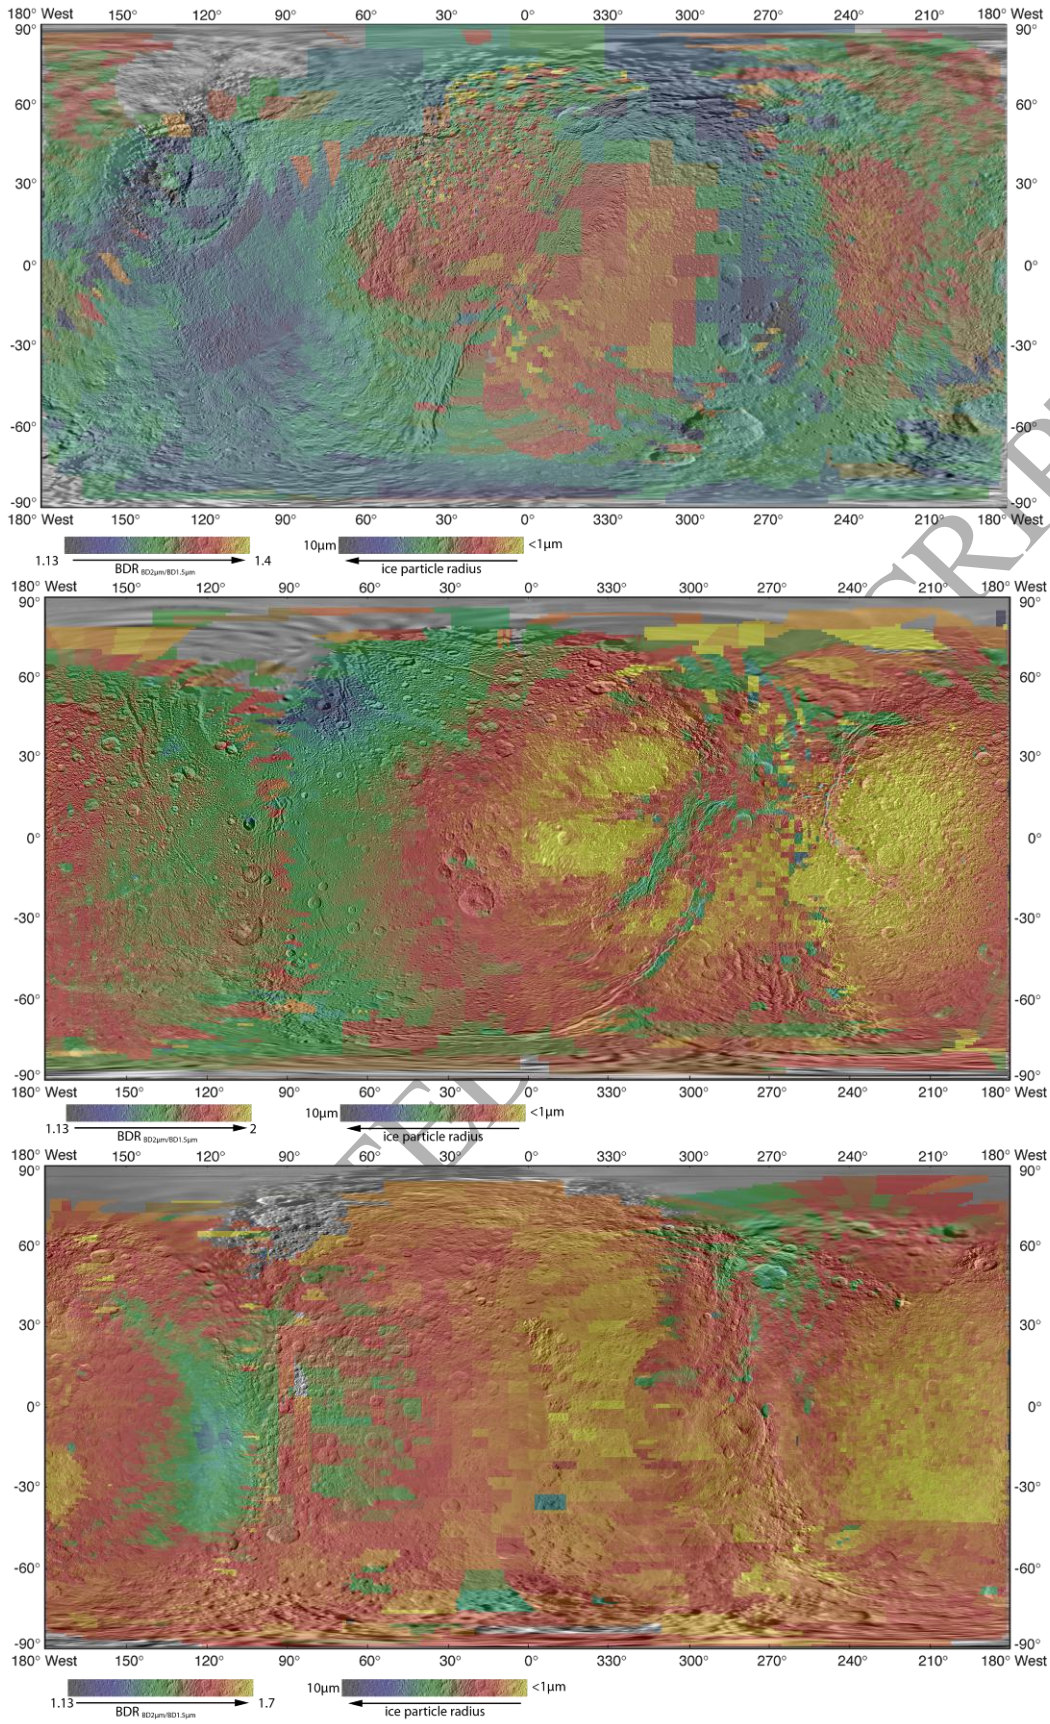 180° West 150° 120° 90° 60° 30° 0° 330° 300° 270° 240° 210° 180° West
90° 90°
60° 60°
30° 30°
0° 0°
-30° -30°
-60° -60°
-90° -90°
180° West 150° 120° 90° 60° 30° 0° 330° 300° 270° 240° 210° 180° West
10µm <1µm
1.13 BDR BD2µm/BD1.5µm 1.4 ice particle radius
180° West 150° 120° 90° 60° 30° 0° 330° 300° 270° 240° 210° 180° West
90° 90°
60° 60°
30° 30°
0° 0°
-30° -30°
-60° -60°
-90° -90°
180° West 150° 120° 90° 60° 30° 0° 330° 300° 270° 240° 210° 180° West
10µm <1µm
1.13 BDR BD2µm/BD1.5µm 2 ice particle radius
180° West 150° 120° 90° 60° 30° 0° 330° 300° 270° 240° 210° 180° West
90° 90°
60° 60°
30° 30°
0° 0°
-30° -30°
-60° -60°
-90° -90°
180° West 150° 120° 90° 60° 30° 0° 330° 300° 270° 240° 210° 180° West
10µm <1µm
1.13 BDR BD2µm/BD1.5µm 1.7 ice particle radius